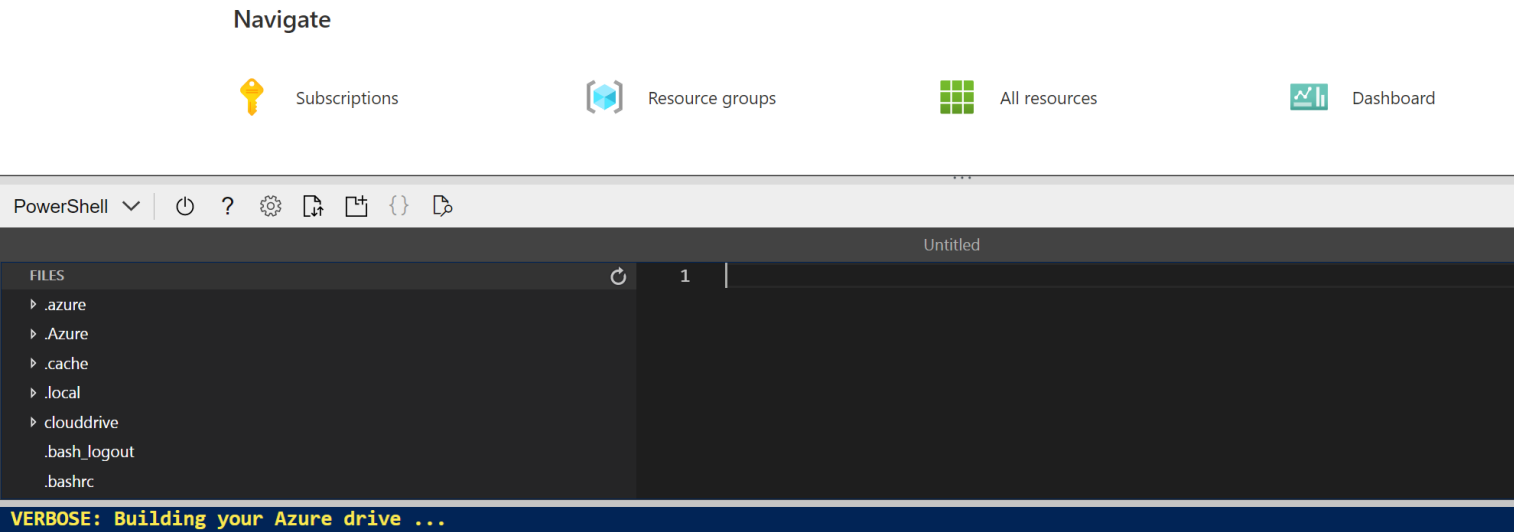 Navigate
Subscriptions Resource groups All resources Dashboard
PowerShell ?
Untitled
FILES 1
.azure
.Azure
.cache
.local
clouddrive
.bash_logout
.bashrc
VERBOSE: Building your Azure drive ...